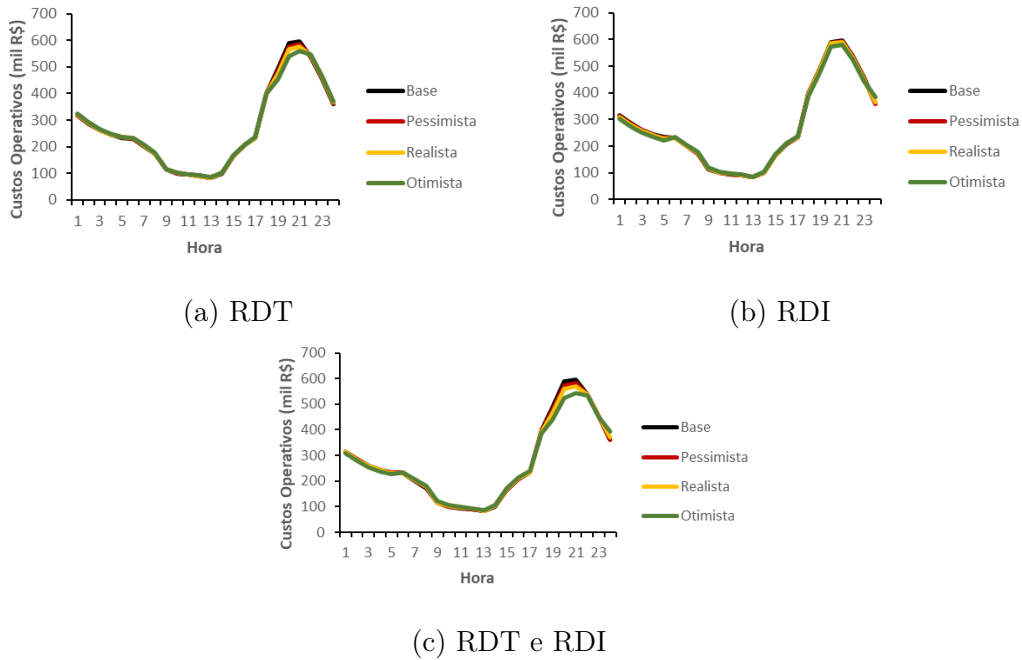 700
600
500
400
300
200
100
0
Custos Operativos (mil R$)
1 3 5 7 9 11 13 15 17 19 21 23
Hora
Base
Pessimista
Realista
Otimista
(a) RDT
700
600
500
400
300
200
100
0
Custos Operativos (mil R$)
1 3 5 7 9 11 13 15 17 19 21 23
Hora
Base
Pessimista
Realista
Otimista
(b) RDI
700
600
500
400
300
200
100
0
Custos Operativos (mil R$)
1 3 5 7 9 11 13 15 17 19 21 23
Hora
Base
Pessimista
Realista
Otimista
(c) RDT e RDI